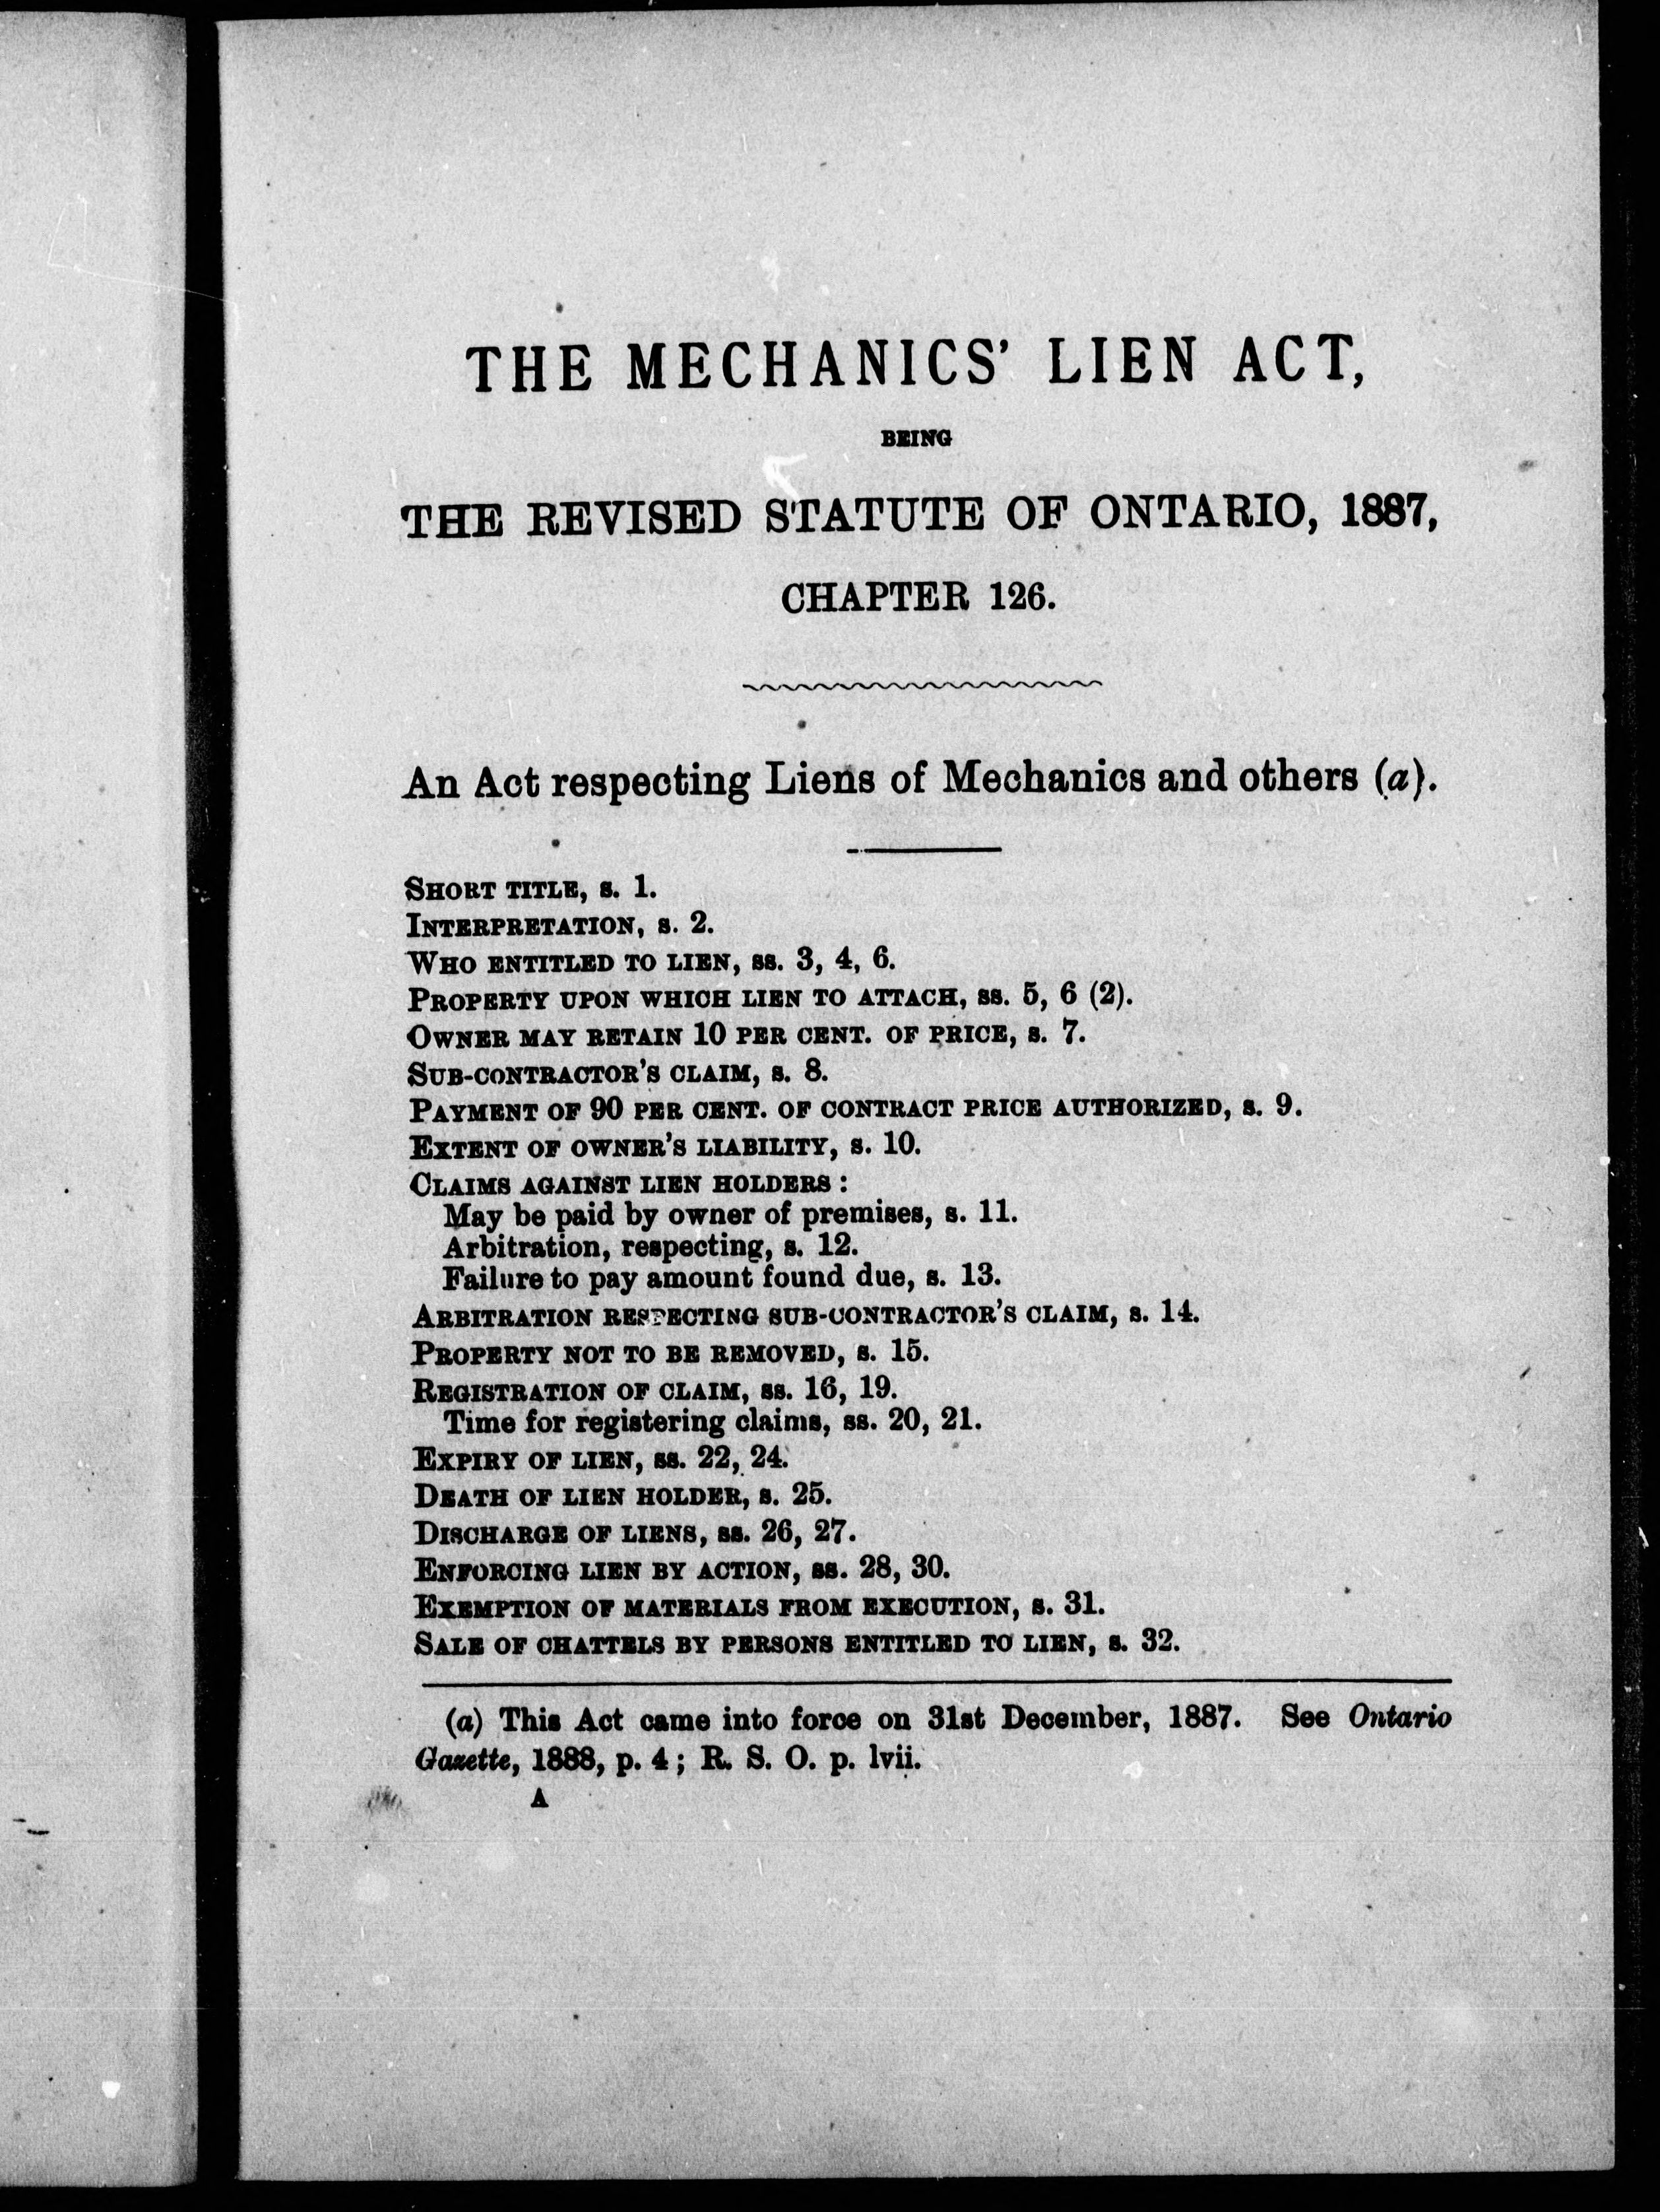 THE MECHANICS' LIEN ACT,
BEING
THE REVISED STATUTE OF ONTARIO, 1887,
CHAPTER 126.
An Act respecting Liens of Mechanics and others (a).
SHORT TITLE, s. 1.
INTERPRETATION, s. 2.
WHO ENTITLED TO LIEN, ss. 3, 4, 6.
PROPERTY UPON WHICH LIEN TO ATTACH, ss. 5, 6 (2).
OWNER MAY RETAIN 10 PER CENT. OF PRICE, s. 7.
SUB-CONTRACTOR'S CLAIM, s. 8.
PAYMENT OF 90 PER CENT. OF CONTRACT PRICE AUTHORIZED, s. 9.
EXTENT OF OWNER'S LIABILITY, s. 10.
CLAIMS AGAINST LIEN HOLDERS :
May be paid by owner of premises, s. 11.
Arbitration, respecting, s. 12.
Failure to pay amount found due, s. 13.
ARBITRATION RESPECTING SUB-CONTRACTOR'S CLAIM, s. 14.
PROPERTY NOT TO BE REMOVED, s. 15.
REGISTRATION OF CLAIM, ss. 16, 19.
Time for registering claims, ss. 20, 21.
EXPIRY OF LIEN, ss. 22, 24.
DEATH OF LIEN HOLDER, s. 25.
DISCHARGE OF LIENS, ss. 26, 27.
ENFORCING LIEN BY ACTION, ss. 28, 30.
EXEMPTION OF MATERIALS FROM EXECUTION, s. 31.
SALE OF CHATTELS BY PERSONS ENTITLED TO LIEN, s. 32.
(a) This Act came into force on 31st December, 1887. See Ontario
Gazette, 1888, p. 4 ; R. S. O. p. lvii.
A